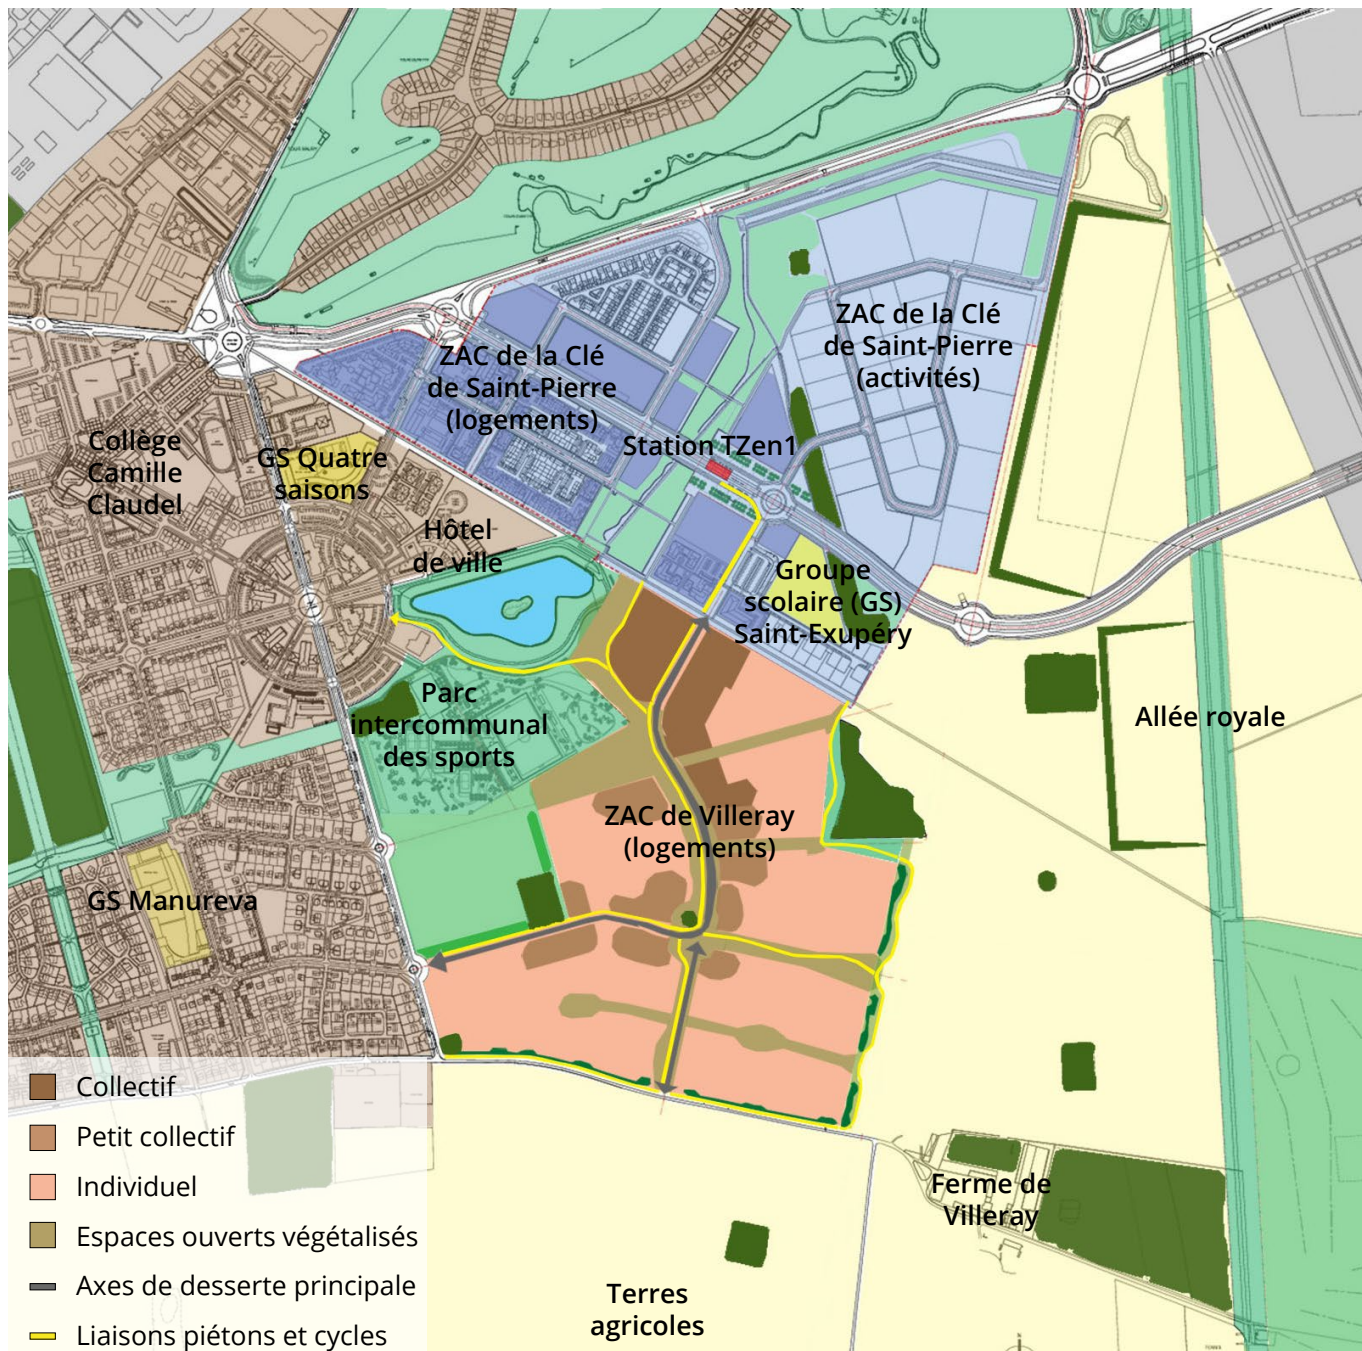 ZAC de la Clé
de Saint-Pierre
(activités)
ZAC de la Clé
de Saint-Pierre
(logements)
Station TZen1
Collège
Camille
Claudel
GS Quatre
saisons
Hôtel
de ville
Groupe
scolaire (GS)
Saint-Exupéry
Parc
intercommunal
des sports
Allée royale
ZAC de Villeray
(logements)
GS Manureva
Ferme de
Villeray
Terres
agricoles
Collectif
Petit collectif
Individuel
Espaces ouverts végétalisés
Axes de desserte principale
Liaisons piétons et cycles